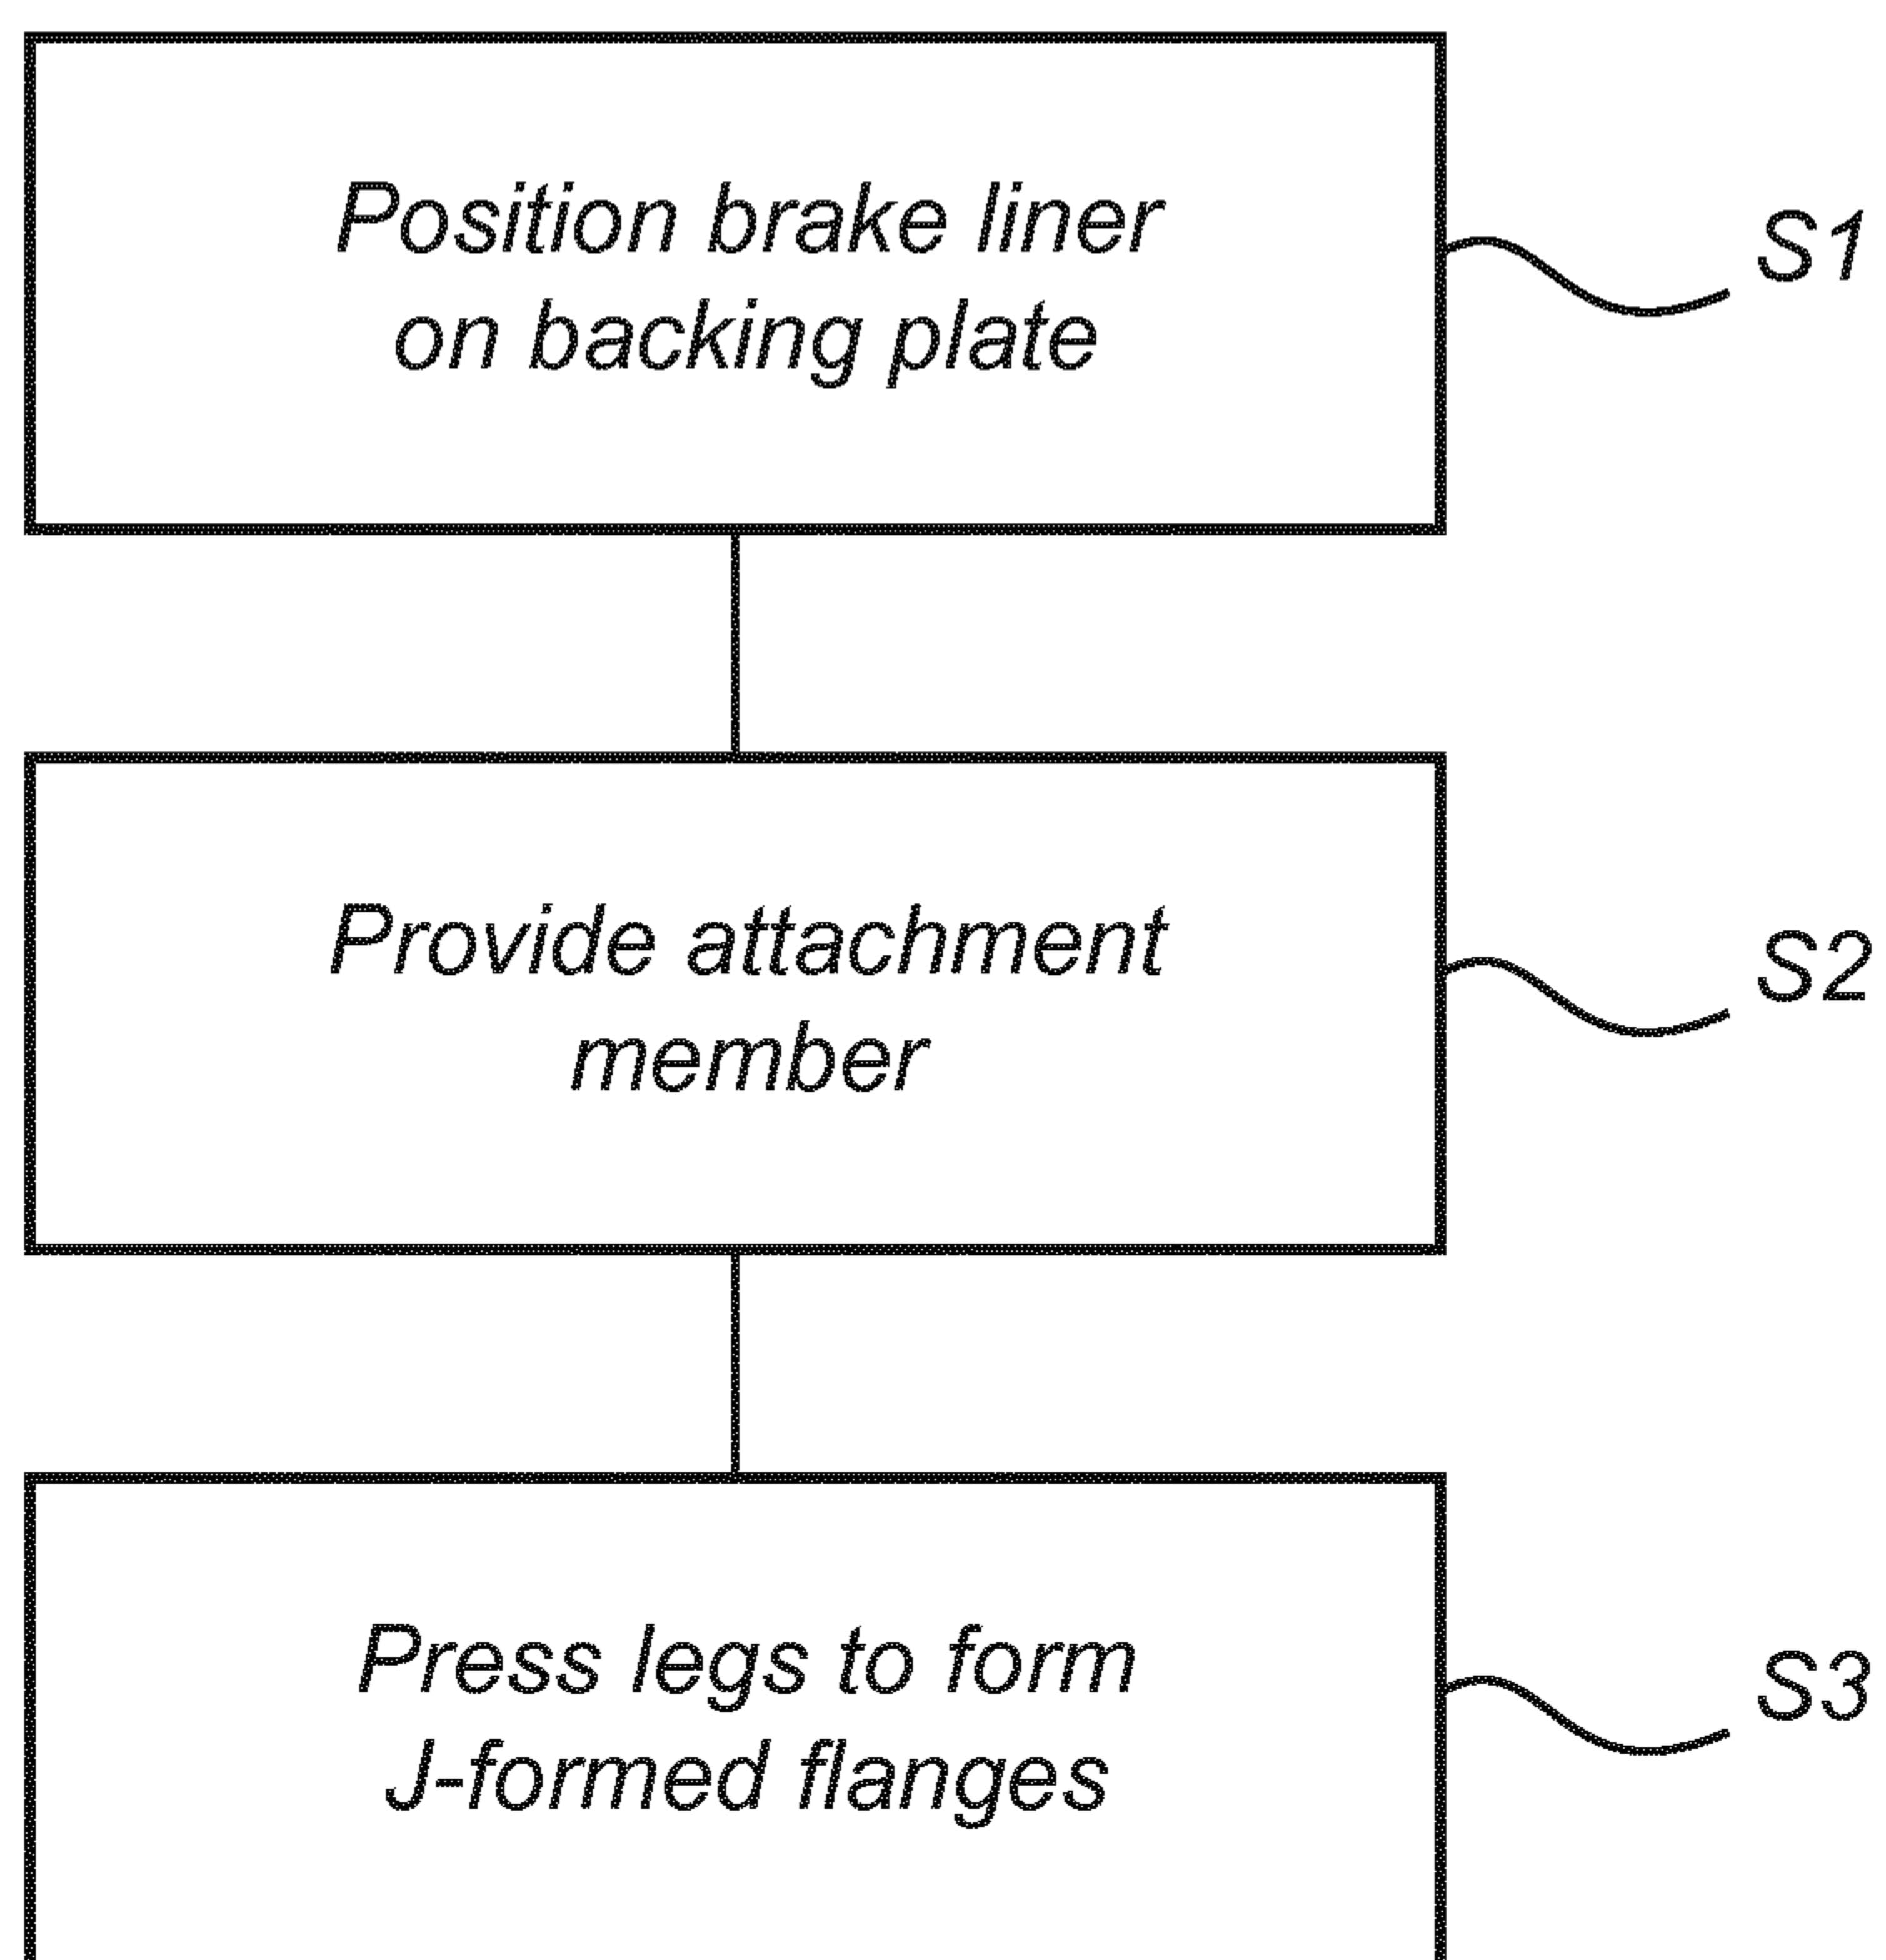 Position brake liner
on backing plate
S1
Provide attachment
member
S2
Press legs to form
J-formed flanges
S3